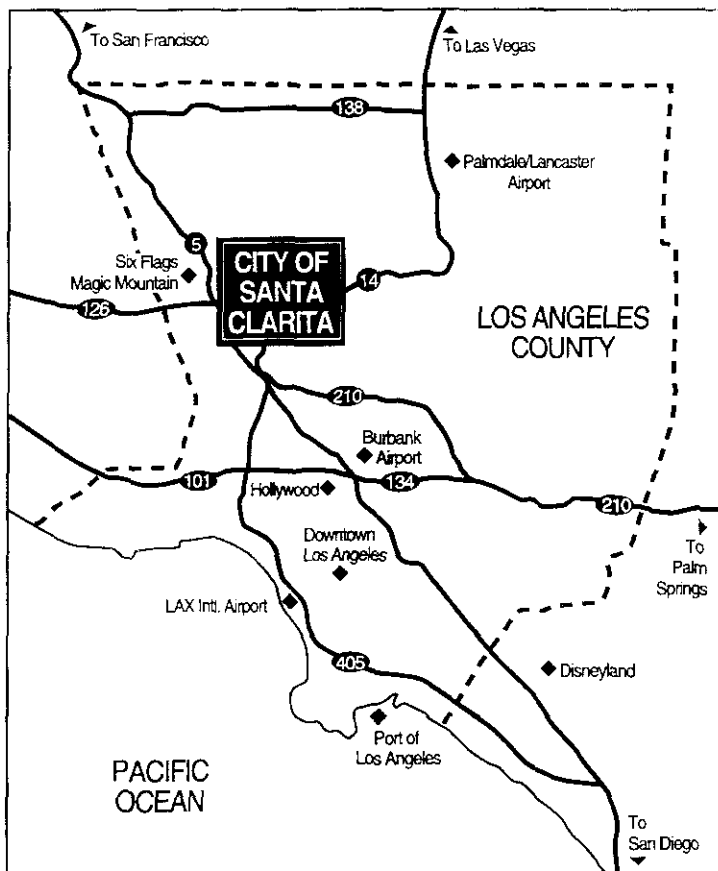 To San Francisco
To Las Vegas
138
Palmdale/Lancaster
Airport
5
Six Flags
Magic Mountain
CITY OF
SANTA
CLARITA
14
126
LOS ANGELES
COUNTY
210
Burbank
Airport
101
134
Hollywood
210
Downtown
Los Angeles
To
Palm
Springs
LAX Intl. Airport
405
Disneyland
Port of
Los Angeles
PACIFIC
OCEAN
To
San Diego